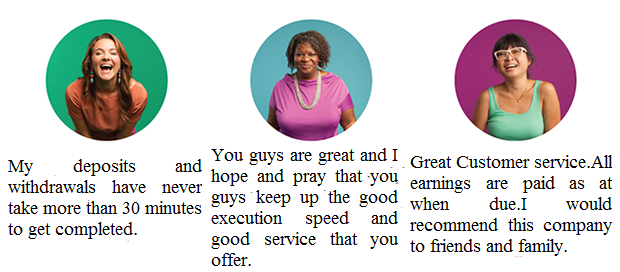 My deposits and
withdrawals have never
take more than 30 minutes
to get completed.
You guys are great and I
hope and pray that you
guys keep up the good
execution speed and
good service that you
offer.
Great Customer service.All
earnings are paid as at
when due.I would
recommend this company
to friends and family.